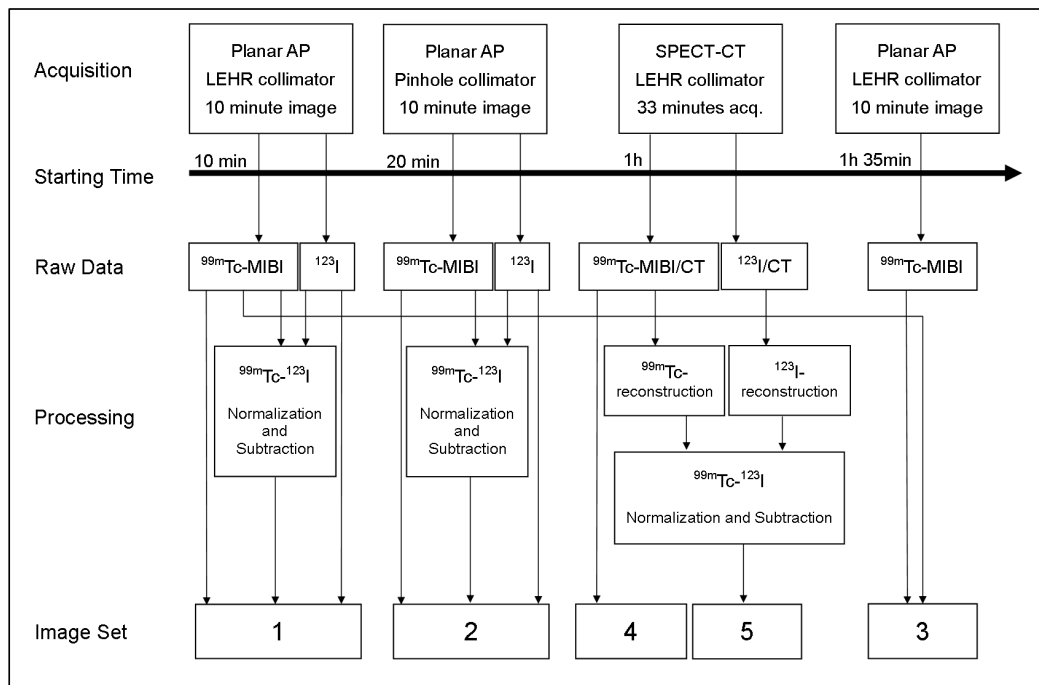 Acquisition
Planar AP
LEHR collimator
10 minute image
Planar AP
Pinhole collimator
10 minute image
SPECT-CT
LEHR collimator
33 minutes acq.
Planar AP
LEHR collimator
10 minute image
Starting Time
10 min
20 min
1h
1h 35min
Raw Data
99mTc-MIBI
123I
99mTc-MIBI
123I
99mTc-MIBI/CT
123I/CT
99mTc-MIBI
Processing
99mTc-123I
Normalization
and
Subtraction
99mTc-123I
Normalization
and
Subtraction
99mTc-
reconstruction
123I-
reconstruction
99mTc-123I
Normalization and Subtraction
Image Set
1
2
4
5
3